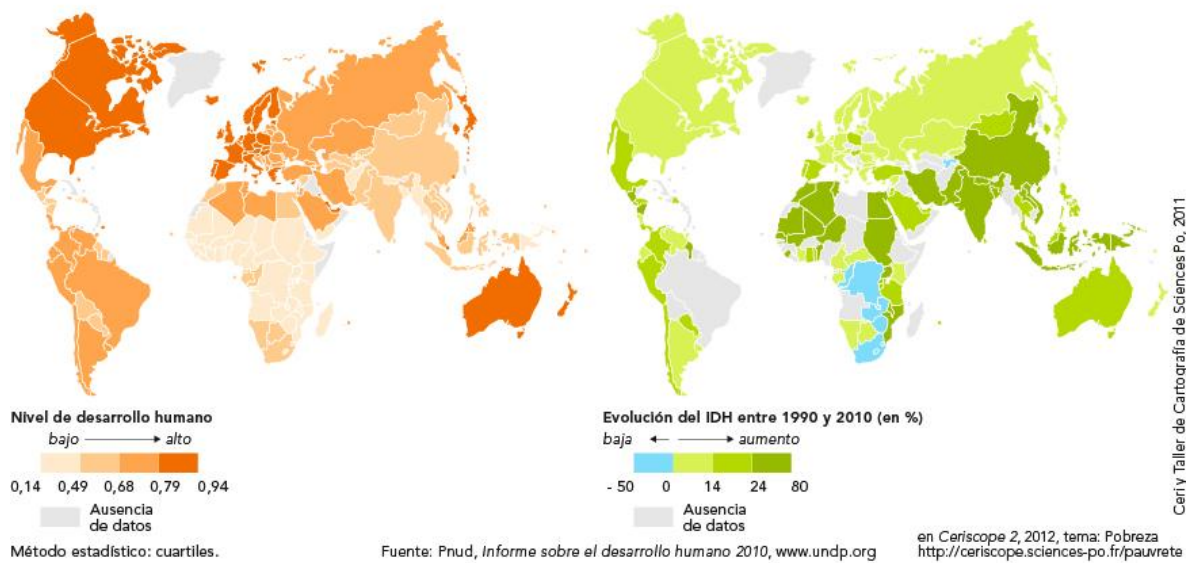 Nivel de desarrollo humano
bajo alto
0,14 0,49 0,68 0,79 0,94
Ausencia
de datos
Método estadístico: cuartiles.
Evolución del IDH entre 1990 y 2010 (en %)
baja aumento
- 50 0 14 24 80
Ausencia
de datos
Fuente: Pnud, Informe sobre el desarrollo humano 2010, www.undp.org
en Ceriscope 2, 2012, tema: Pobreza
http://ceriscope.sciences-po.fr/pauvrete
Ceri y Taller de Cartografía de Sciences Po, 2011